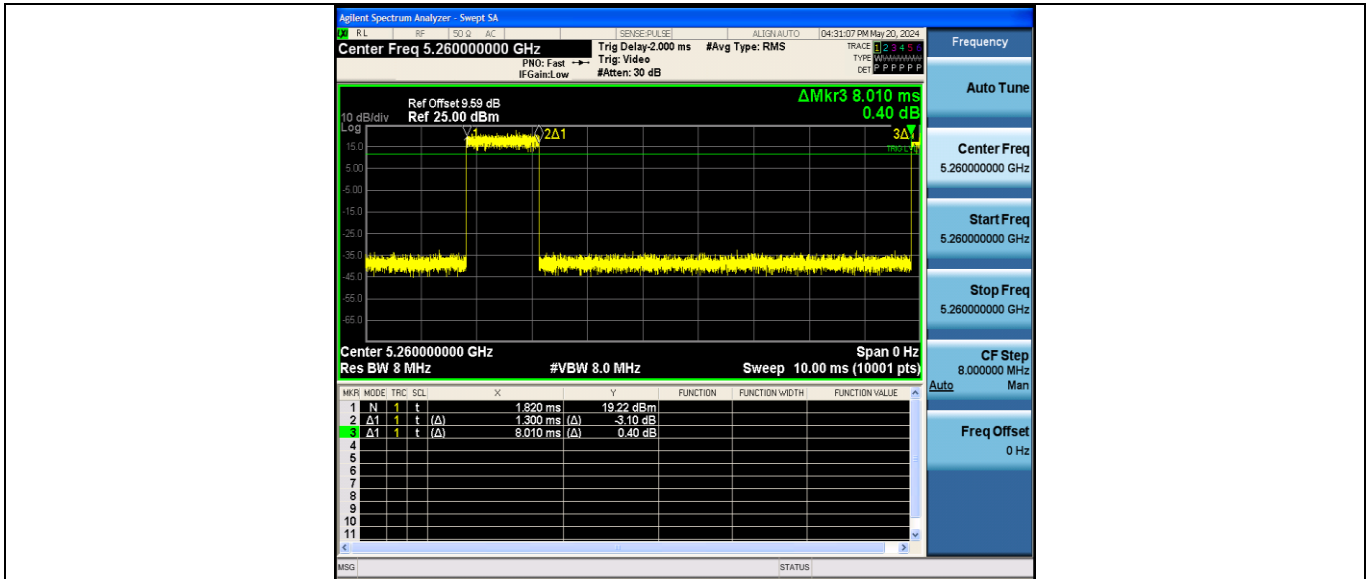 Agilent Spectrum Analyzer - Swept SA
LXI RL RF 50 Ω AC SENSE:PULSE ALIGN AUTO 04:31:07 PM May 20, 2024
Center Freq 5.260000000 GHz
Trig Delay-2.000 ms #Avg Type: RMS
TRACE 1 2 3 4 5 6
PNO: Fast Trig: Video
TYPE
IFGain:Low #Atten: 30 dB
DET P P P P P P
ΔMkr3 8.010 ms
0.40 dB
Ref Offset 9.59 dB
10 dB/div Ref 25.00 dBm
Log
1
2Δ1
3Δ1
15.0
TRIG LVL
5.00
-5.00
-15.0
-25.0
-35.0
-45.0
-55.0
-65.0
Center 5.260000000 GHz Span 0 Hz
Res BW 8 MHz #VBW 8.0 MHz Sweep 10.00 ms (10001 pts)
MKR MODE TRC SCL X Y FUNCTION FUNCTION WIDTH FUNCTION VALUE
1 N 1 t 1.820 ms 19.22 dBm
2 Δ1 1 t (Δ) 1.300 ms (Δ) -3.10 dB
3 Δ1 1 t (Δ) 8.010 ms (Δ) 0.40 dB
4
5
6
7
8
9
10
11
MSG STATUS
Frequency
Auto Tune
Center Freq
5.260000000 GHz
Start Freq
5.260000000 GHz
Stop Freq
5.260000000 GHz
CF Step
8.000000 MHz
Auto Man
Freq Offset
0 Hz